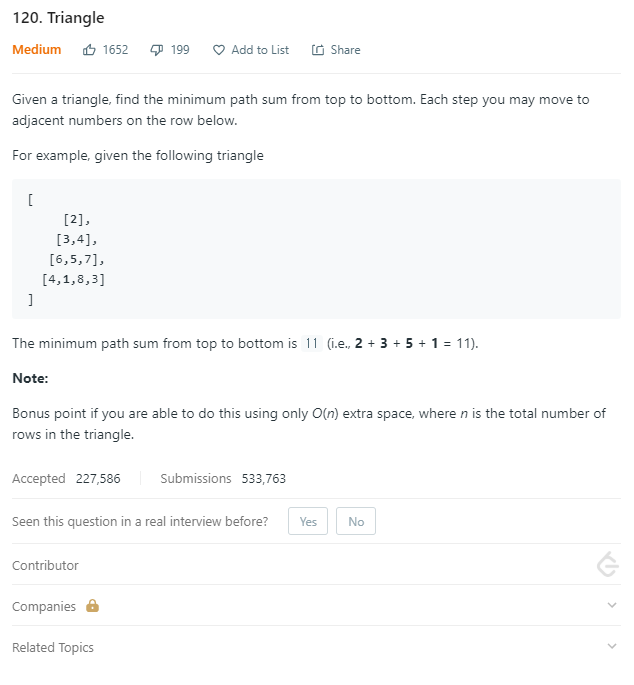 120. Triangle
Medium 1652 199 Add to List Share
Given a triangle, find the minimum path sum from top to bottom. Each step you may move to
adjacent numbers on the row below.
For example, given the following triangle
[
[2],
[3,4],
[6,5,7],
[4,1,8,3]
]
The minimum path sum from top to bottom is 11 (i.e., 2 + 3 + 5 + 1 = 11).
Note:
Bonus point if you are able to do this using only O(n) extra space, where n is the total number of
rows in the triangle.
Accepted 227,586 Submissions 533,763
Seen this question in a real interview before? Yes No
Contributor
Companies
Related Topics